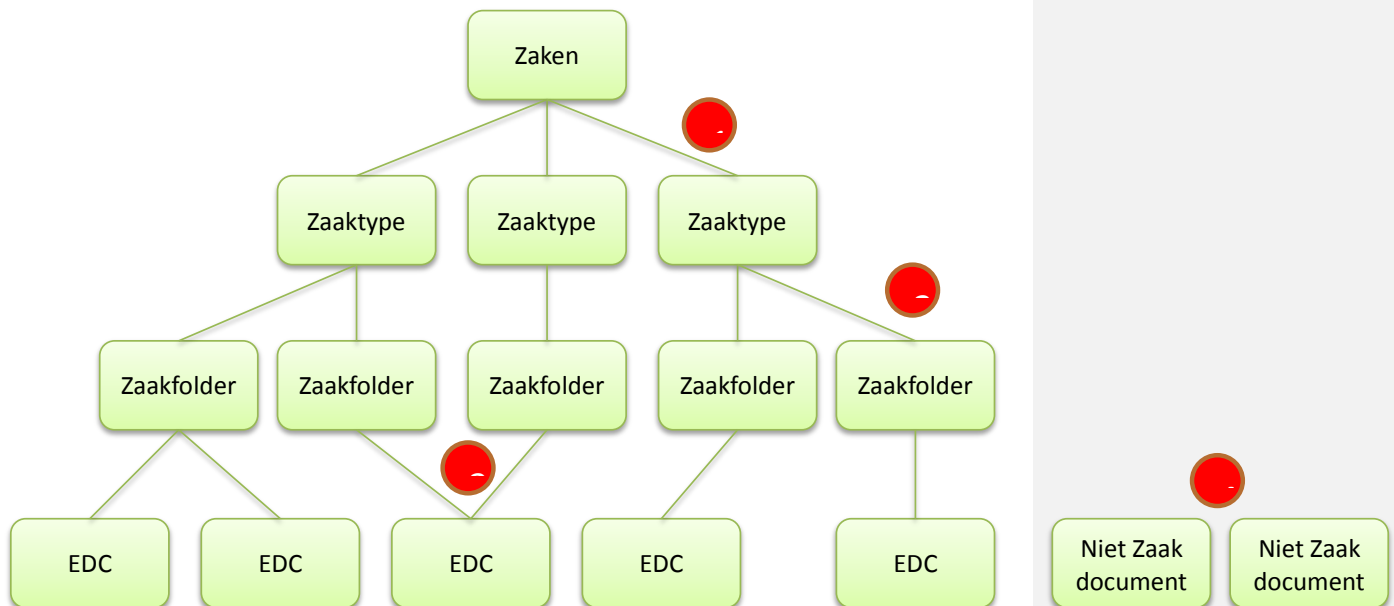 Zaken
Zaaktype
Zaaktype
Zaaktype
Zaakfolder
Zaakfolder
Zaakfolder
Zaakfolder
Zaakfolder
EDC
EDC
EDC
EDC
EDC
Niet Zaak
document
Niet Zaak
document